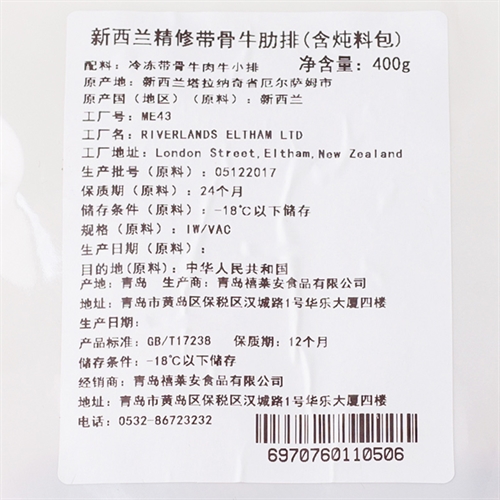 新西兰精修带骨牛肋排(含炖料包)
配料: 冷冻带骨牛肉牛小排 净含量: 400g
原产地: 新西兰塔拉纳奇省厄尔萨姆市
原产国 (地区) (原料): 新西兰
工厂号: ME43
工厂名: RIVERLANDS ELTHAM LTD
工厂地址: London Street,Eltham,New Zealand
生产批号 (原料): 05122017
保质期 (原料): 24个月
储存条件 (原料): -18℃以下储存
规格 (原料): IW/VAC
生产日期 (原料):
目的地(原料): 中华人民共和国
产地: 青岛 生产商: 青岛禧莱安食品有限公司
地址: 青岛市黄岛区保税区汉城路1号华乐大厦四楼
生产日期:
产品标准: GB/T17238 保质期: 12个月
储存条件: -18℃以下储存
经销商: 青岛禧莱安食品有限公司
地址: 青岛市黄岛区保税区汉城路1号华乐大厦四楼
电话: 0532-86723232
6970760110506